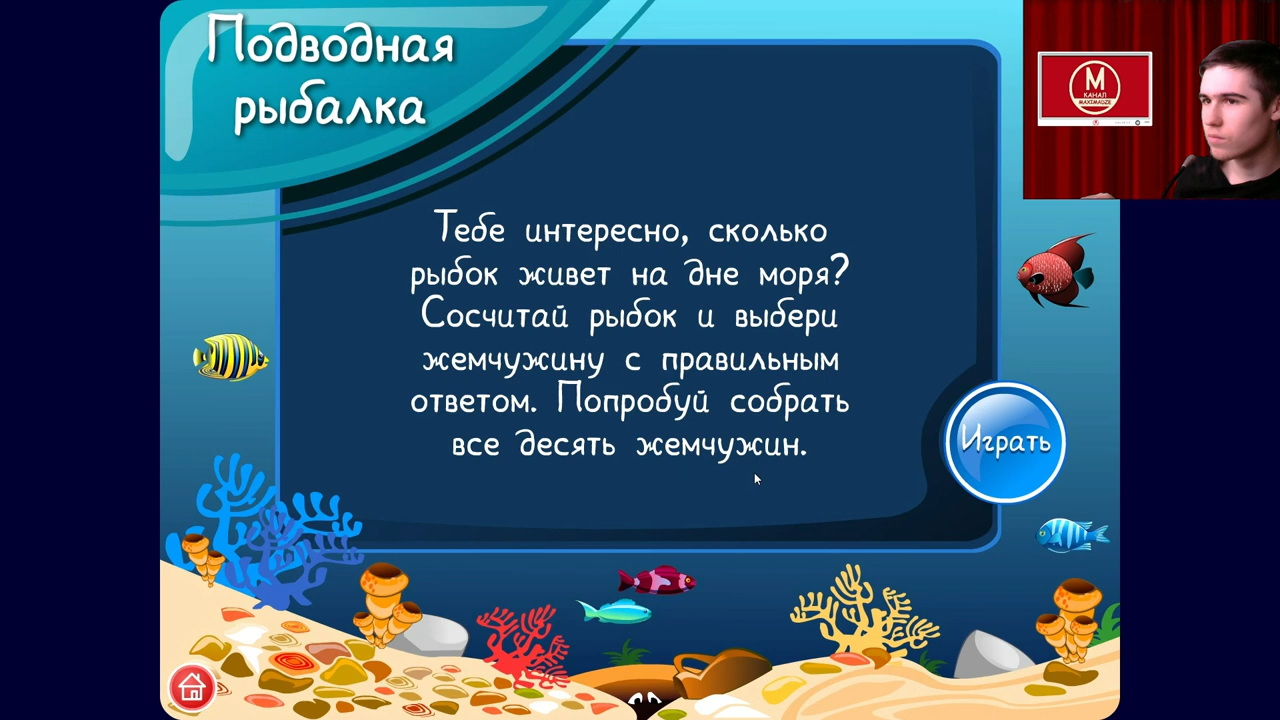 Подводная
рыбалка
М
КАНАЛ
MAXIMADZE
Тебе интересно, сколько
рыбок живет на дне моря?
Сосчитай рыбок и выбери
жемчужину с правильным
ответом. Попробуй собрать
все десять жемчужин.
Играть